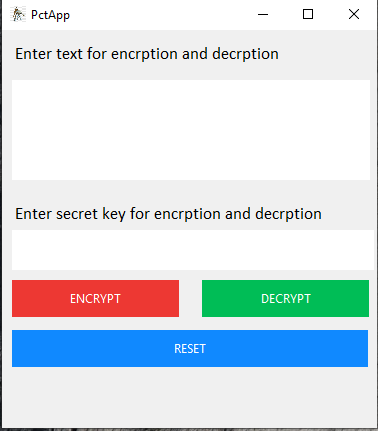 PctApp
Enter text for encrption and decrption
Enter secret key for encrption and decrption
ENCRYPT DECRYPT
RESET